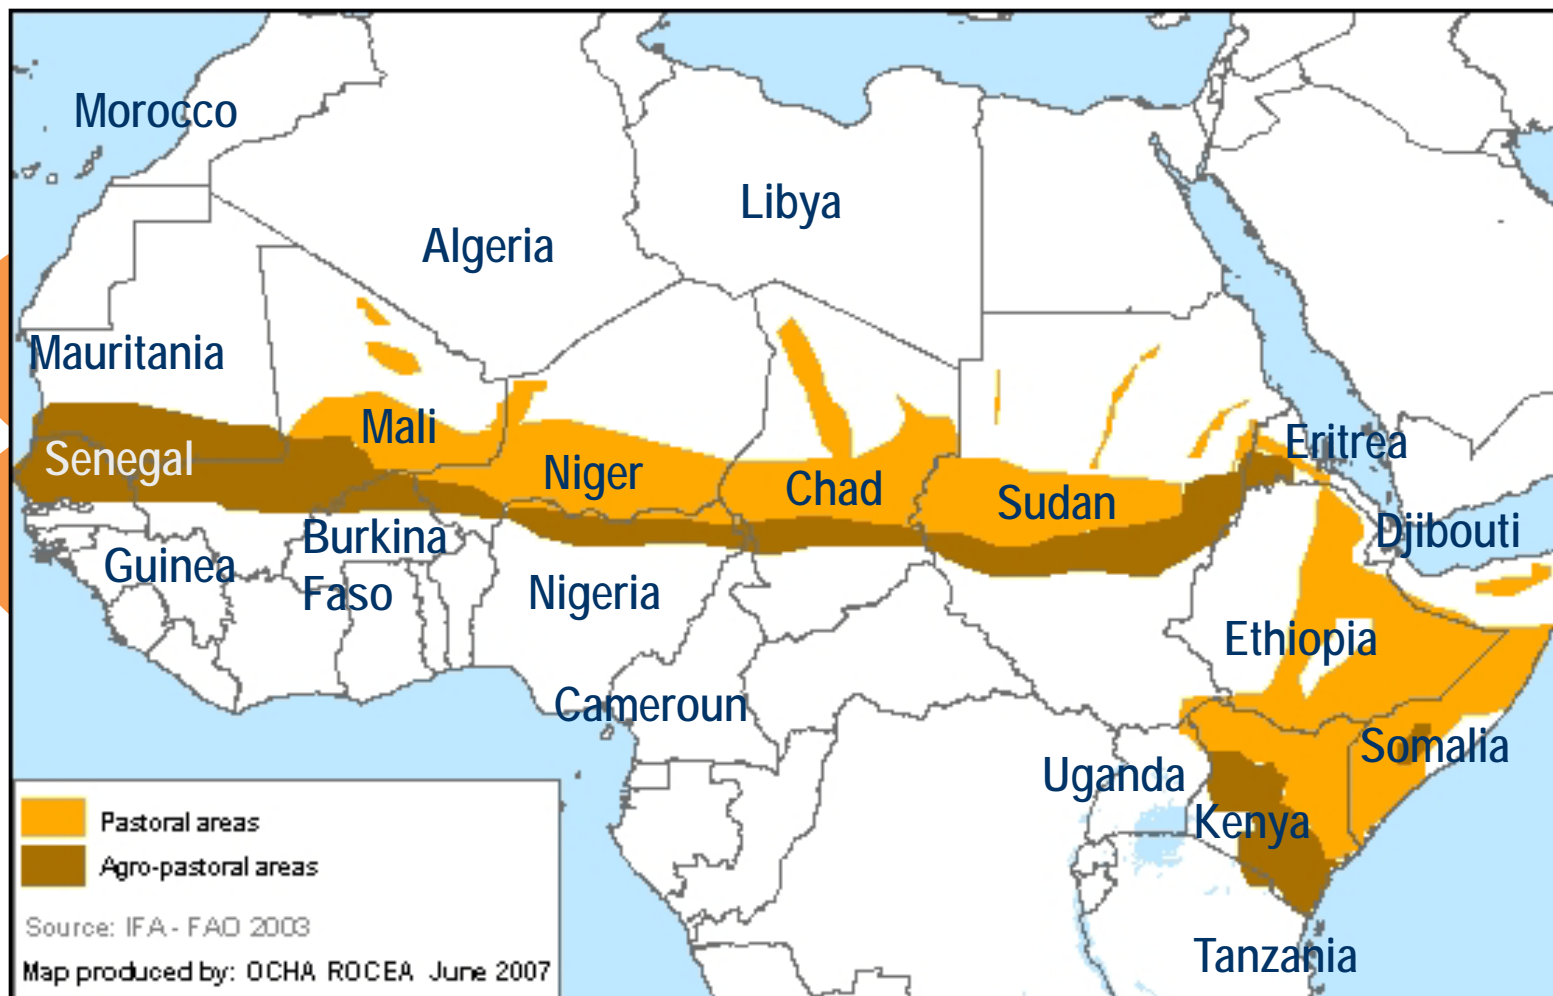 Morocco
Libya
Algeria
Mauritania
Mali
Senegal
Niger
Chad
Sudan
Eritrea
Djibouti
Burkina
Faso
Guinea
Nigeria
Ethiopia
Cameroun
Somalia
Uganda
Kenya
Tanzania
Pastoral areas
Agro-pastoral areas
Source: IFA - FAO 2003
Map produced by: OCHA ROCEA June 2007